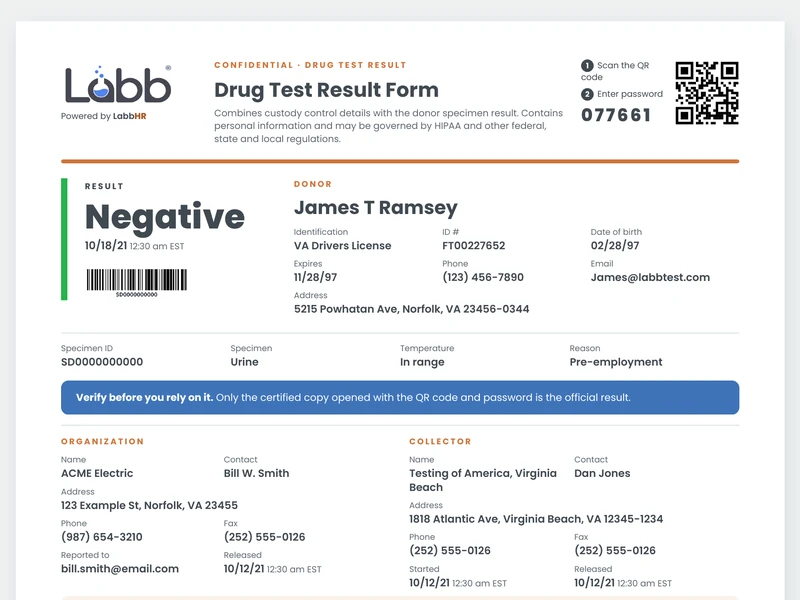 Labb®
Powered by LabbHR
CONFIDENTIAL · DRUG TEST RESULT
Drug Test Result Form
Combines custody control details with the donor specimen result. Contains
personal information and may be governed by HIPAA and other federal,
state and local regulations.
1 Scan the QR
code
2 Enter password
077661
RESULT
Negative
10/18/21 12:30 am EST
SD0000000000
DONOR
James T Ramsey
Identification ID # Date of birth
VA Drivers License FT00227652 02/28/97
Expires Phone Email
11/28/97 (123) 456-7890 James@labbtest.com
Address
5215 Powhatan Ave, Norfolk, VA 23456-0344
Specimen ID Specimen Temperature Reason
SD0000000000 Urine In range Pre-employment
Verify before you rely on it. Only the certified copy opened with the QR code and password is the official result.
ORGANIZATION
Name Contact
ACME Electric Bill W. Smith
Address
123 Example St, Norfolk, VA 23455
Phone Fax
(987) 654-3210 (252) 555-0126
Reported to Released
bill.smith@email.com 10/12/21 12:30 am EST
COLLECTOR
Name Contact
Testing of America, Virginia Dan Jones
Beach
Address
1818 Atlantic Ave, Virginia Beach, VA 12345-1234
Phone Fax
(252) 555-0126 (252) 555-0126
Started Released
10/12/21 12:30 am EST 10/12/21 12:30 am EST